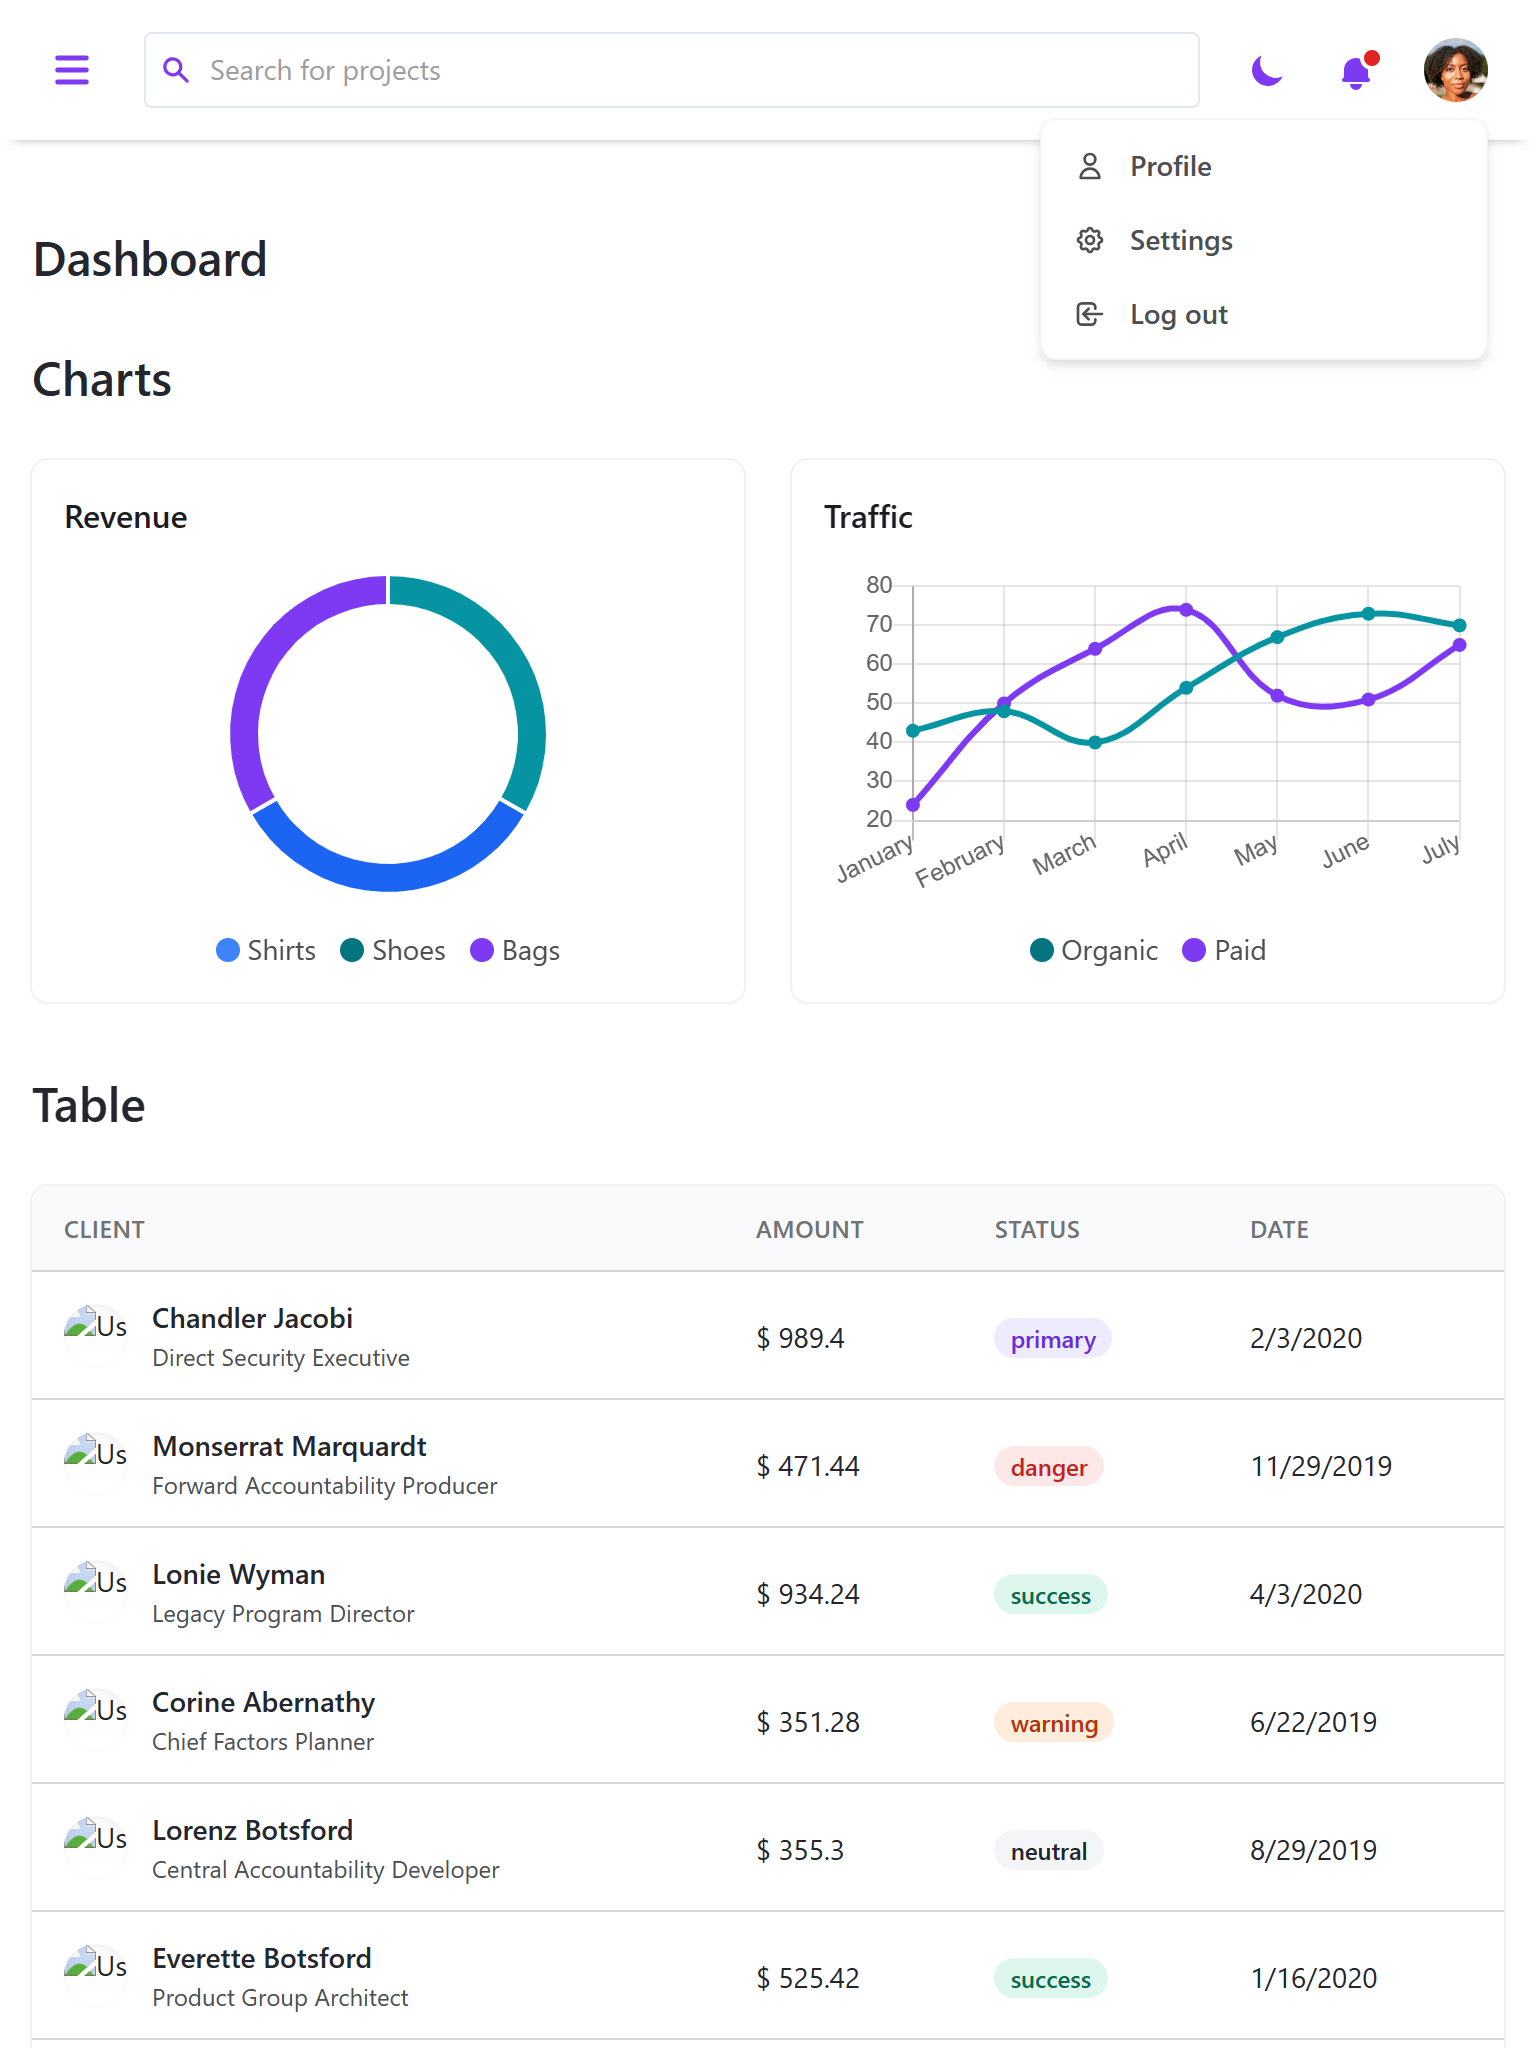 Search for projects
Profile
Settings
Log out
Dashboard
Charts
Revenue
Shirts
Shoes
Bags
Traffic
80
70
60
50
40
30
20
January
February
March
April
May
June
July
Organic
Paid
Table
CLIENT AMOUNT STATUS DATE
Us
Chandler Jacobi
Direct Security Executive
$ 989.4
primary
2/3/2020
Us
Monserrat Marquardt
Forward Accountability Producer
$ 471.44
danger
11/29/2019
Us
Lonie Wyman
Legacy Program Director
$ 934.24
success
4/3/2020
Us
Corine Abernathy
Chief Factors Planner
$ 351.28
warning
6/22/2019
Us
Lorenz Botsford
Central Accountability Developer
$ 355.3
neutral
8/29/2019
Us
Everette Botsford
Product Group Architect
$ 525.42
success
1/16/2020